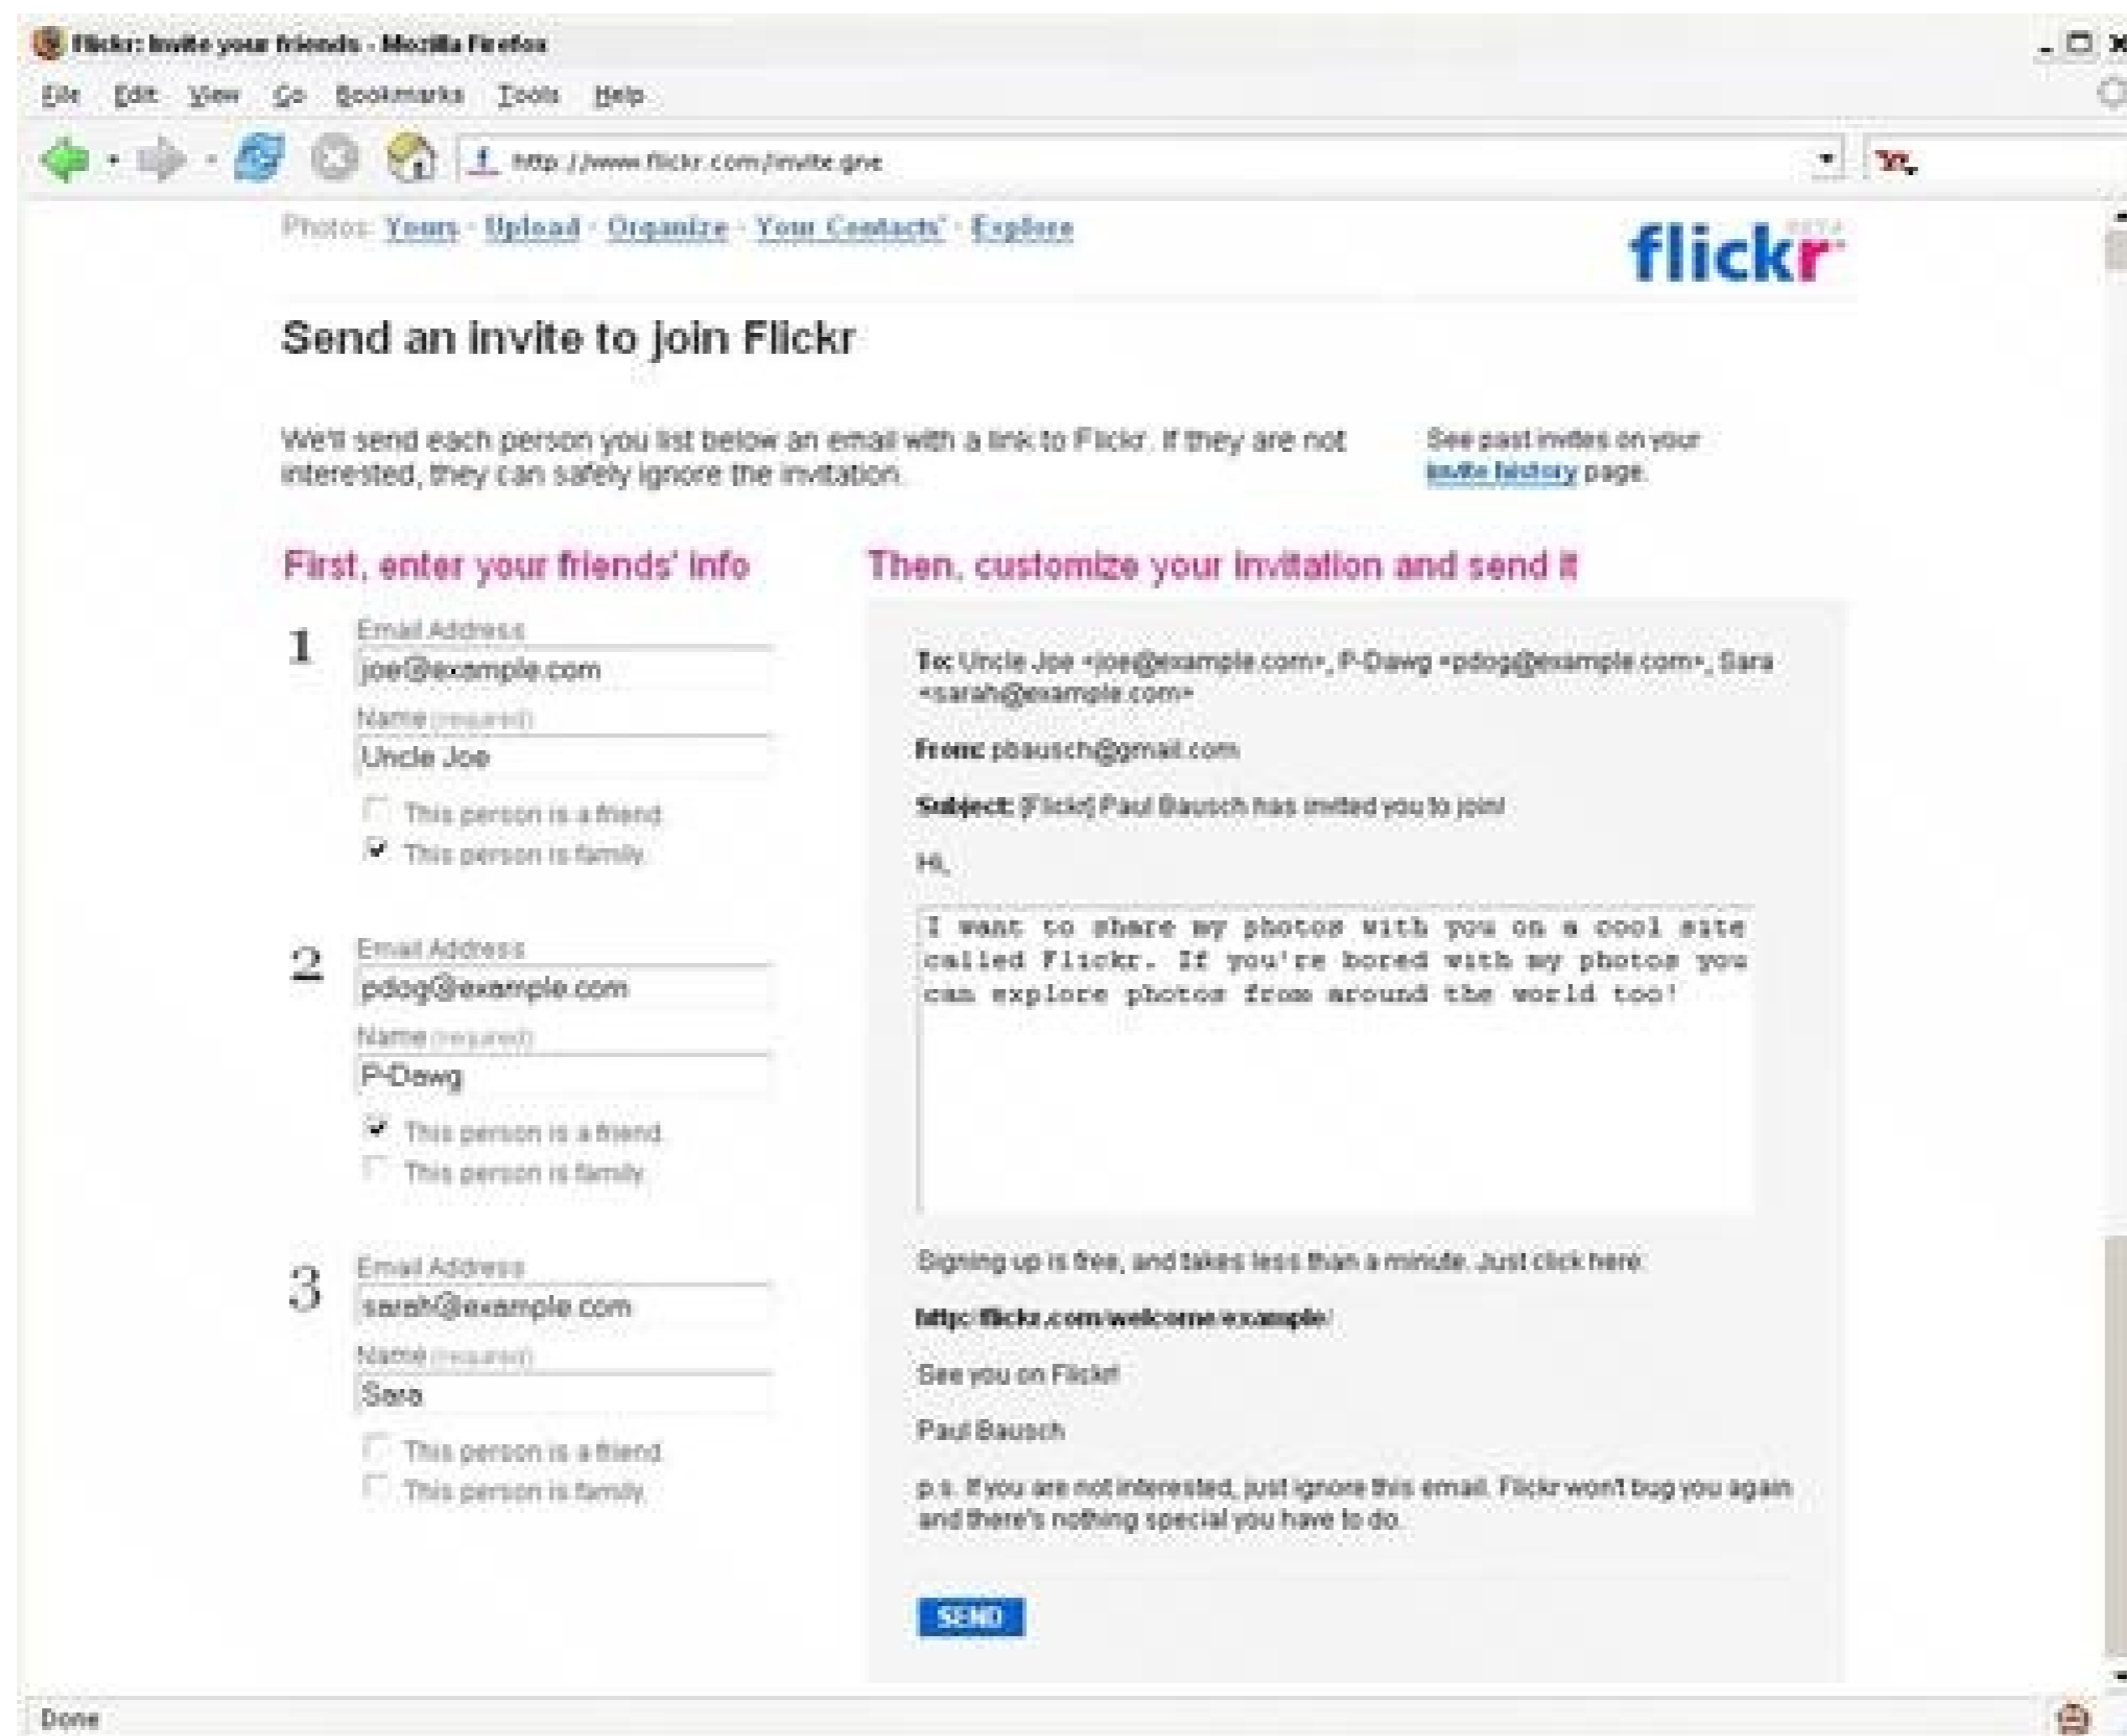 Flickr: Invite your friends - Mozilla Firefox
File Edit View Go Bookmarks Tools Help
http://www.flickr.com/invite.gne
Photos: Yours · Upload · Organize · Your Contacts' · Explore
flickr BETA
Send an invite to join Flickr
We'll send each person you list below an email with a link to Flickr. If they are not
interested, they can safely ignore the invitation.
See past invites on your
invite history page.
First, enter your friends' info
1
Email Address
joe@example.com
Name (required)
Uncle Joe
This person is a friend.
This person is family.
2
Email Address
pdog@example.com
Name (required)
P-Dawg
This person is a friend.
This person is family.
3
Email Address
sarah@example.com
Name (required)
Sara
This person is a friend.
This person is family.
Then, customize your invitation and send it
To: Uncle Joe <joe@example.com>, P-Dawg <pdog@example.com>, Sara
<sarah@example.com>
From: pbausch@gmail.com
Subject: [Flickr] Paul Bausch has invited you to join!
Hi,
I want to share my photos with you on a cool site
called Flickr. If you're bored with my photos you
can explore photos from around the world too!
Signing up is free, and takes less than a minute. Just click here:
http://flickr.com/welcome/example/
See you on Flickr!
Paul Bausch
p.s. If you are not interested, just ignore this email. Flickr won't bug you again
and there's nothing special you have to do.
SEND
Done